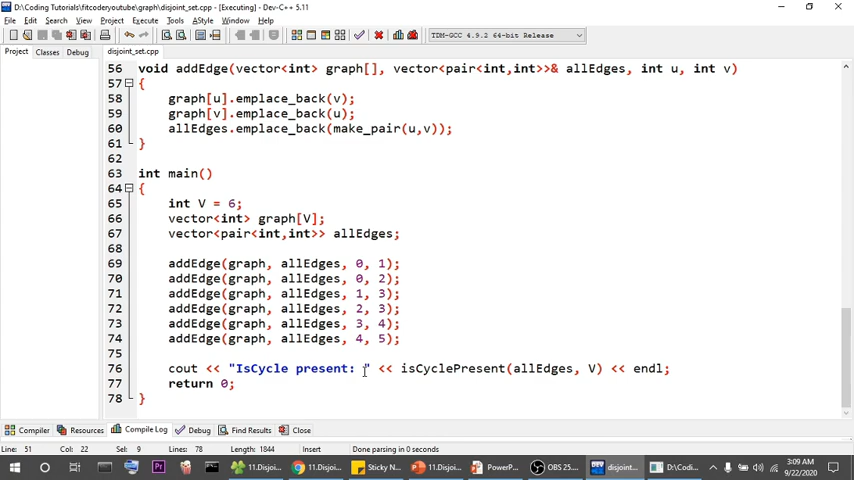 D:\Coding Tutorials\fitcoderyoutube\graph\disjoint_set.cpp - [Executing] - Dev-C++ 5.11
File Edit Search View Project Execute Tools AStyle Window Help
TDM-GCC 4.9.2 64-bit Release
Project Classes Debug disjoint_set.cpp
56 void addEdge(vector<int> graph[], vector<pair<int,int>>& allEdges, int u, int v)
57 {
58 graph[u].emplace_back(v);
59 graph[v].emplace_back(u);
60 allEdges.emplace_back(make_pair(u,v));
61 }
62
63 int main()
64 {
65 int V = 6;
66 vector<int> graph[V];
67 vector<pair<int,int>> allEdges;
68
69 addEdge(graph, allEdges, 0, 1);
70 addEdge(graph, allEdges, 0, 2);
71 addEdge(graph, allEdges, 1, 3);
72 addEdge(graph, allEdges, 2, 3);
73 addEdge(graph, allEdges, 3, 4);
74 addEdge(graph, allEdges, 4, 5);
75
76 cout << "IsCycle present: " << isCyclePresent(allEdges, V) << endl;
77 return 0;
78 }
Compiler Resources Compile Log Debug Find Results Close
Line: 51 Col: 22 Sel: 9 Lines: 78 Length: 1844 Insert Done parsing in 0 seconds
11.Disjoi... 11.Disjoi... Sticky N... 11.Disjoi... PowerP... OBS 25.... disjoint... D:\Codi... 3:09 AM
9/22/2020